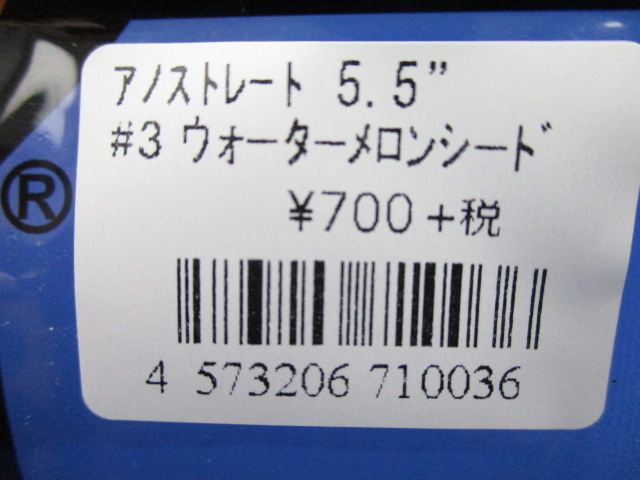 アノストレート 5.5"
#3 ウォーターメロンシード
¥700+税
4 573206 710036
®